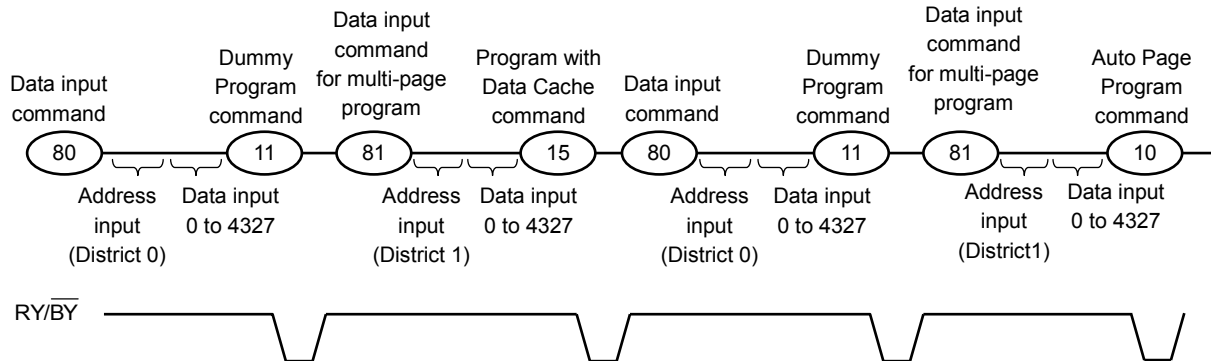 Data input
command
80
Address
input
(District 0)
Data input
0 to 4327
Dummy
Program
command
11
Data input
command
for multi-page
program
81
Address
input
(District 1)
Data input
0 to 4327
Program with
Data Cache
command
15
Data input
command
80
Address
input
(District 0)
Data input
0 to 4327
Dummy
Program
command
11
Data input
command
for multi-page
program
81
Address
input
(District1)
Data input
0 to 4327
Auto Page
Program
command
10
RY/B̅Y̅